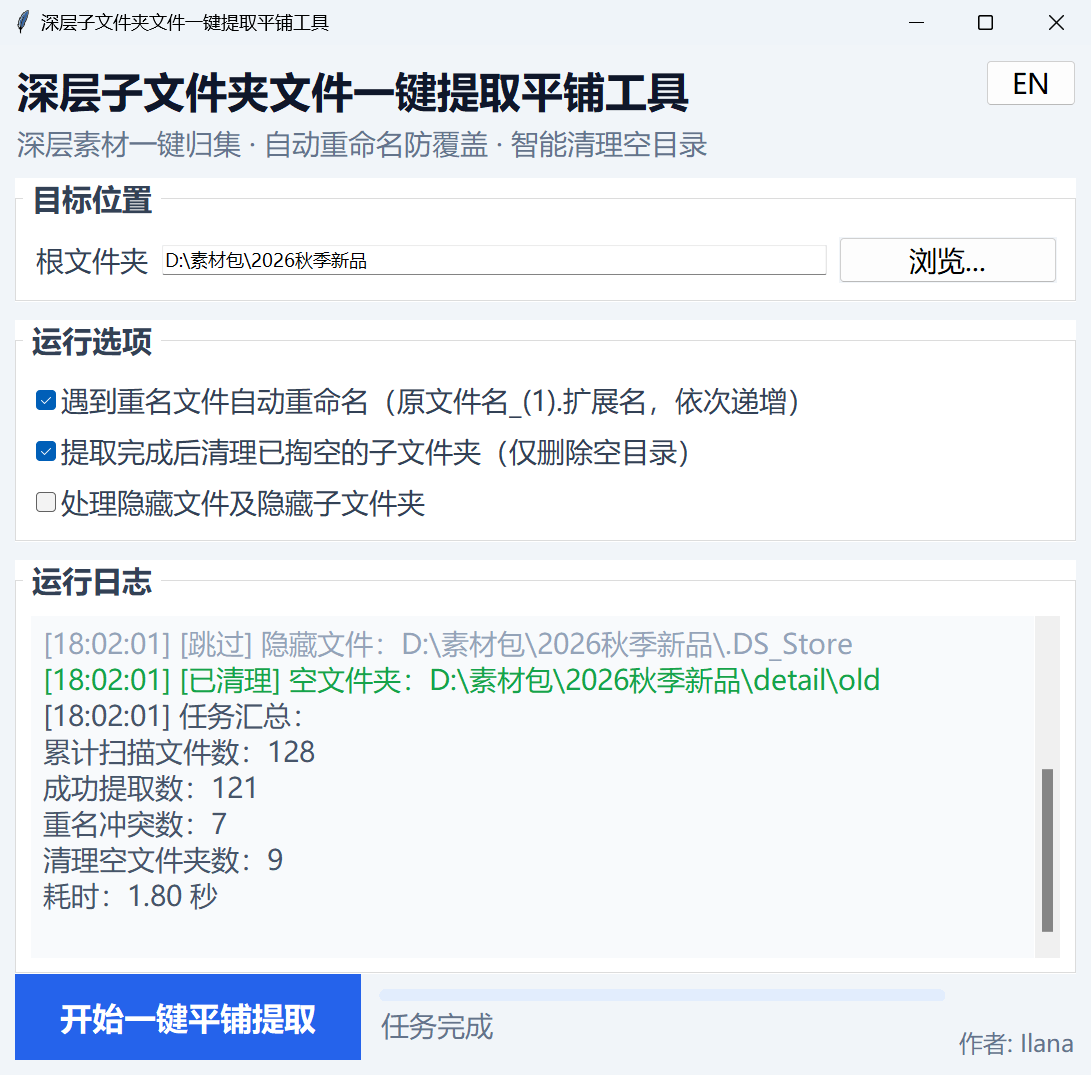 深层子文件夹文件一键提取平铺工具
深层子文件夹文件一键提取平铺工具
EN
深层素材一键归集 · 自动重命名防覆盖 · 智能清理空目录
目标位置
根文件夹 D:\素材包\2026秋季新品 浏览...
运行选项
遇到重名文件自动重命名（原文件名_(1).扩展名，依次递增）
提取完成后清理已掏空的子文件夹（仅删除空目录）
处理隐藏文件及隐藏子文件夹
运行日志
[18:02:01] [跳过] 隐藏文件：D:\素材包\2026秋季新品\.DS_Store
[18:02:01] [已清理] 空文件夹：D:\素材包\2026秋季新品\detail\old
[18:02:01] 任务汇总：
累计扫描文件数：128
成功提取数：121
重名冲突数：7
清理空文件夹数：9
耗时：1.80 秒
开始一键平铺提取
任务完成
作者: Ilana